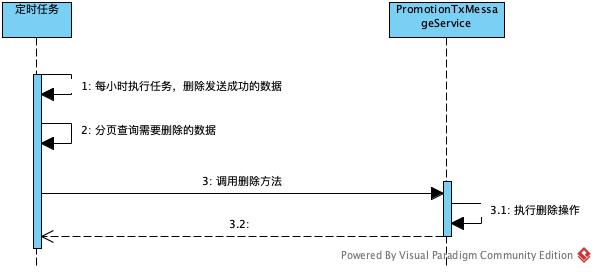 定时任务
PromotionTxMessa
geService
1: 每小时执行任务，删除发送成功的数据
2: 分页查询需要删除的数据
3: 调用删除方法
3.1: 执行删除操作
3.2:
Powered By Visual Paradigm Community Edition